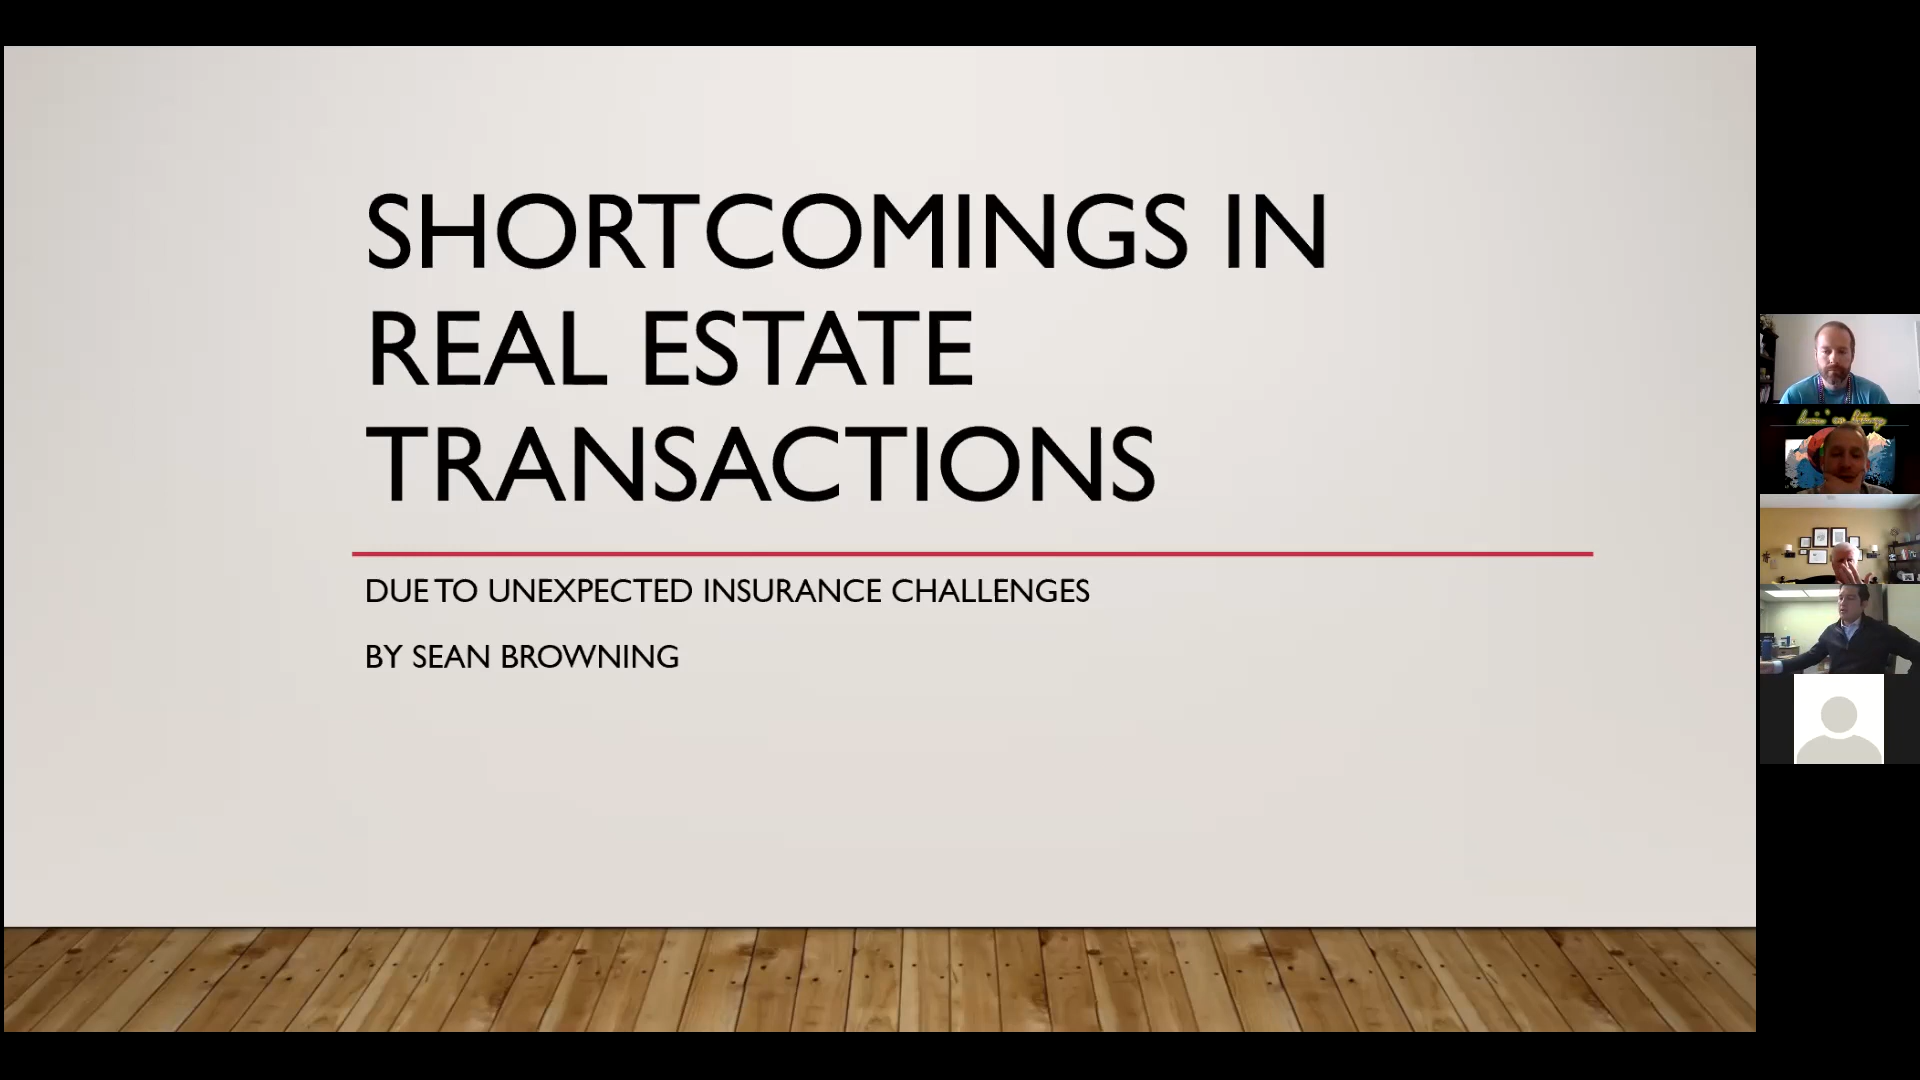 SHORTCOMINGS IN
REAL ESTATE
TRANSACTIONS
DUE TO UNEXPECTED INSURANCE CHALLENGES
BY SEAN BROWNING